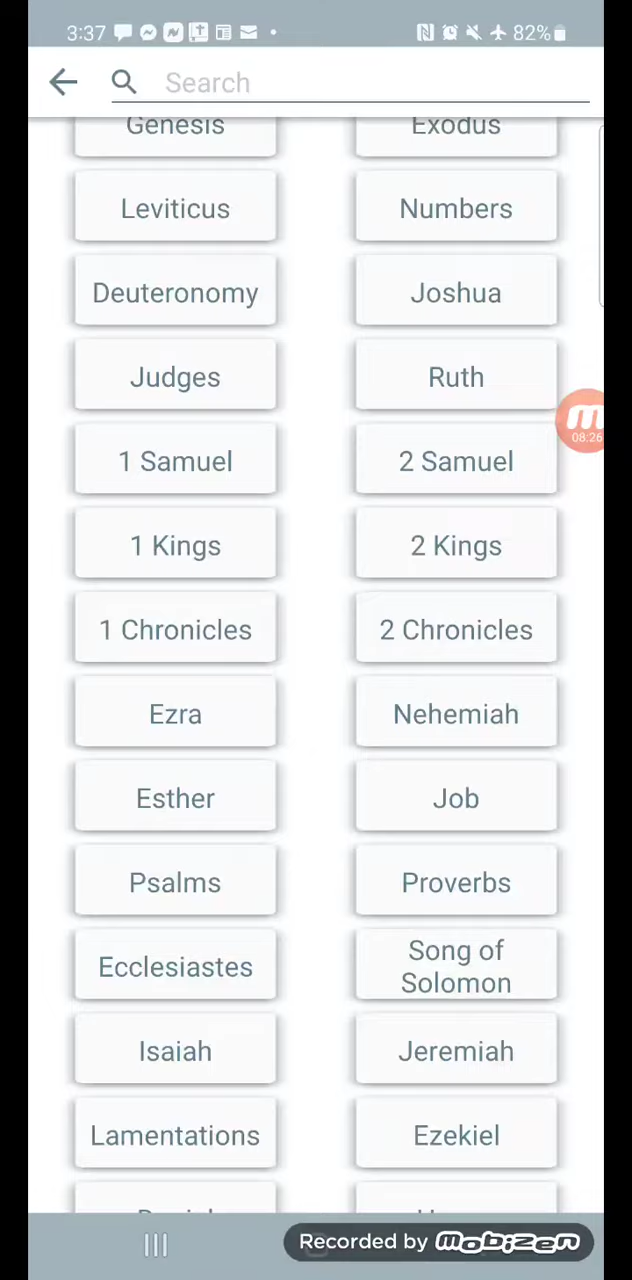 3:37 82%
Search
Genesis Exodus
Leviticus Numbers
Deuteronomy Joshua
Judges Ruth
1 Samuel 2 Samuel
08:26
1 Kings 2 Kings
1 Chronicles 2 Chronicles
Ezra Nehemiah
Esther Job
Psalms Proverbs
Ecclesiastes Song of
Solomon
Isaiah Jeremiah
Lamentations Ezekiel
Recorded by mobizen